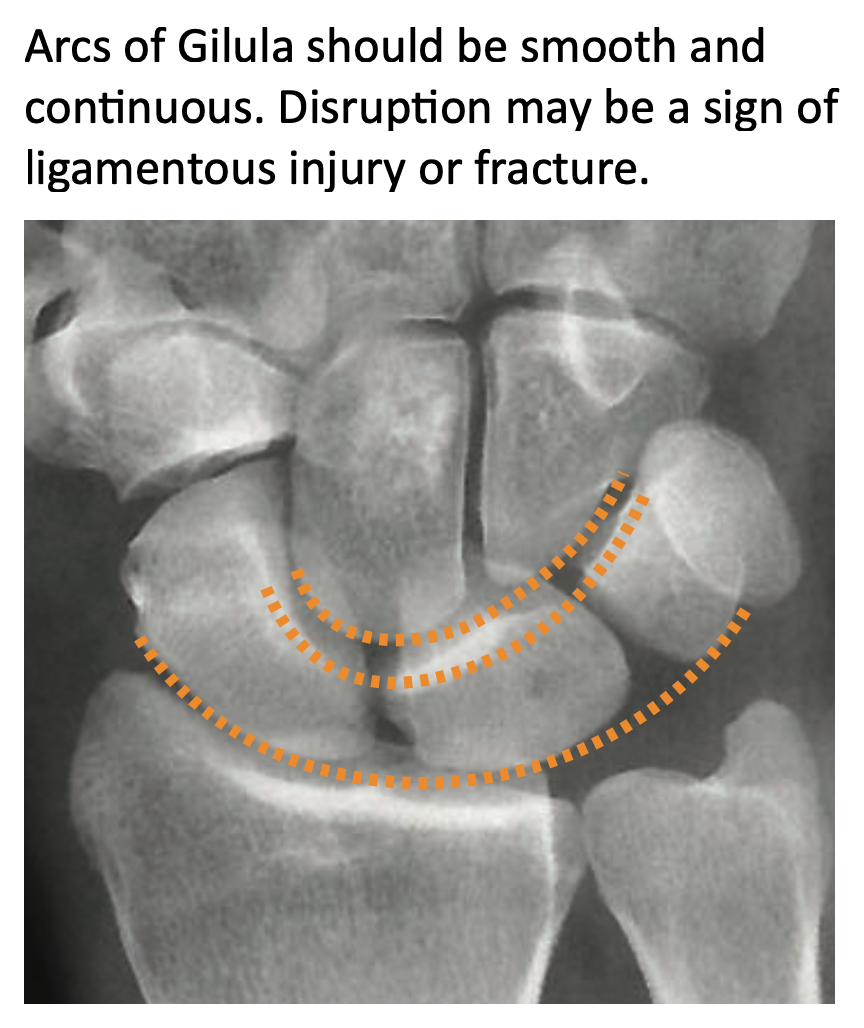 Arcs of Gilula should be smooth and
continuous. Disruption may be a sign of
ligamentous injury or fracture.